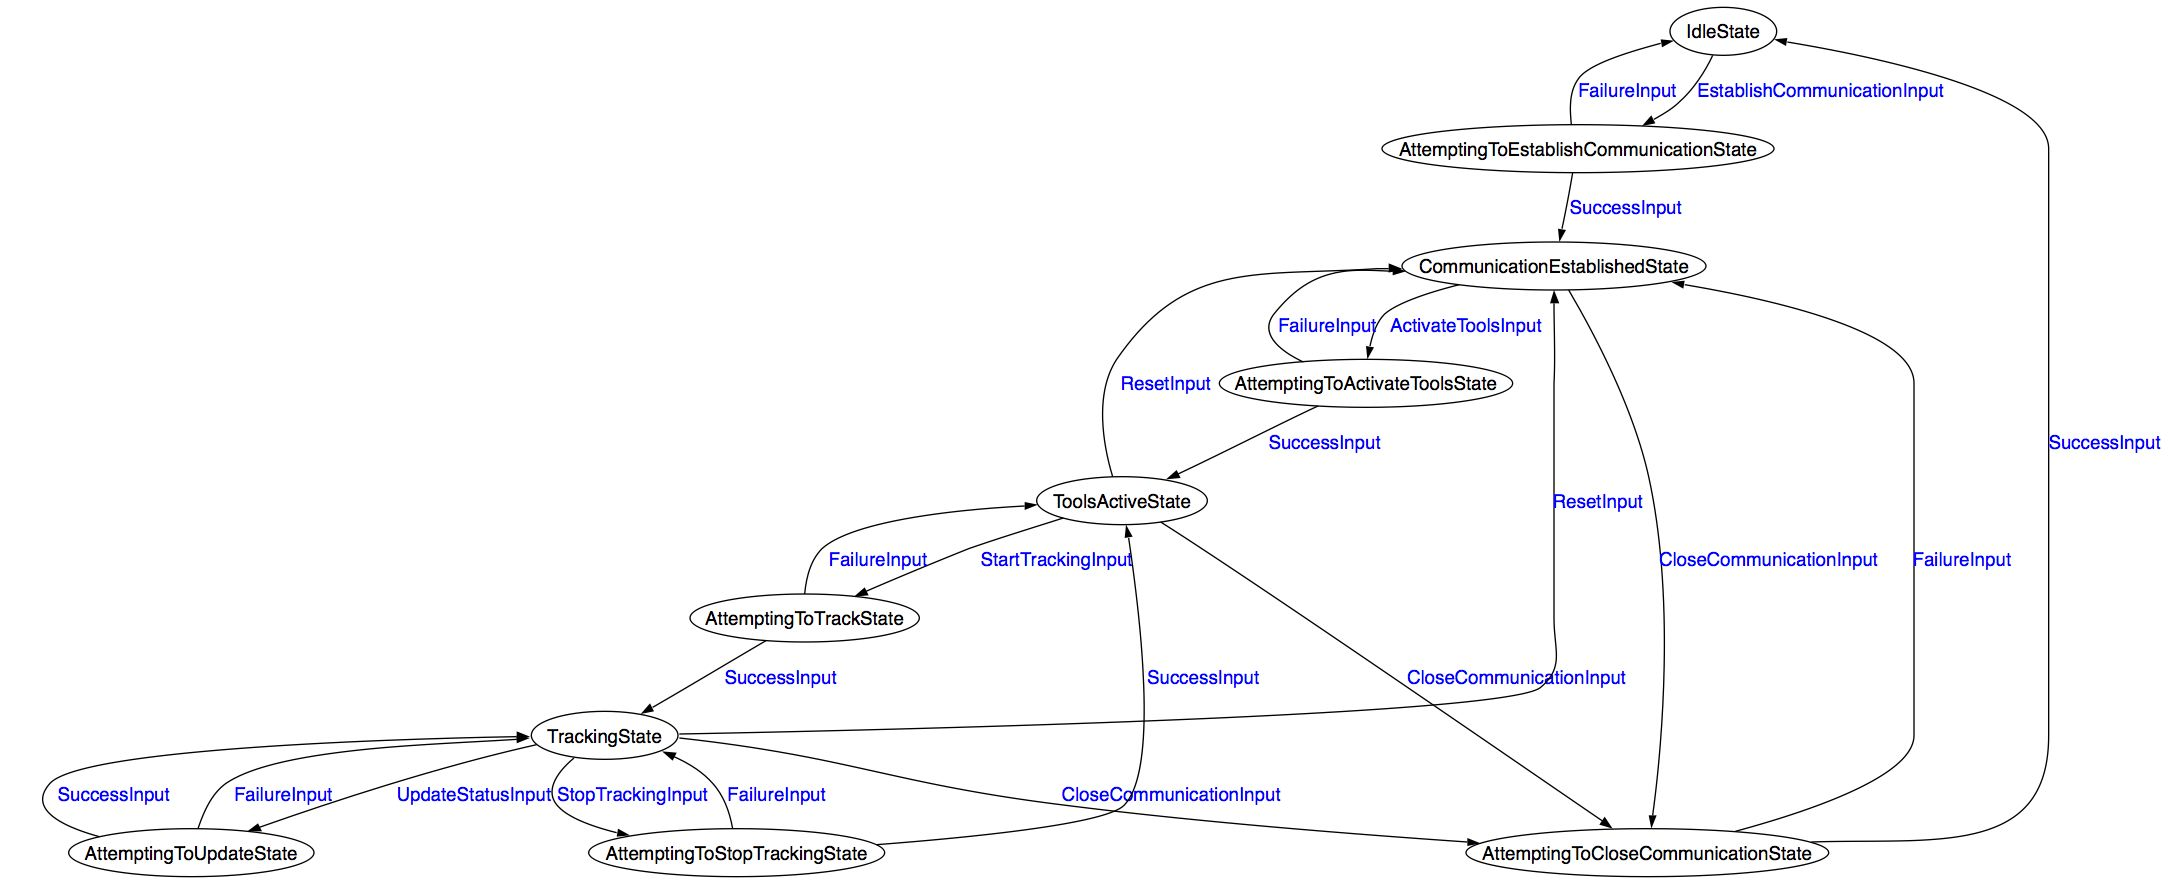 IdleState
FailureInput
EstablishCommunicationInput
AttemptingToEstablishCommunicationState
SuccessInput
CommunicationEstablishedState
FailureInput
ActivateToolsInput
ResetInput
AttemptingToActivateToolsState
SuccessInput
SuccessInput
ToolsActiveState
ResetInput
FailureInput
StartTrackingInput
CloseCommunicationInput
FailureInput
AttemptingToTrackState
SuccessInput
SuccessInput
CloseCommunicationInput
TrackingState
SuccessInput
FailureInput
UpdateStatusInput
StopTrackingInput
FailureInput
CloseCommunicationInput
AttemptingToUpdateState
AttemptingToStopTrackingState
AttemptingToCloseCommunicationState